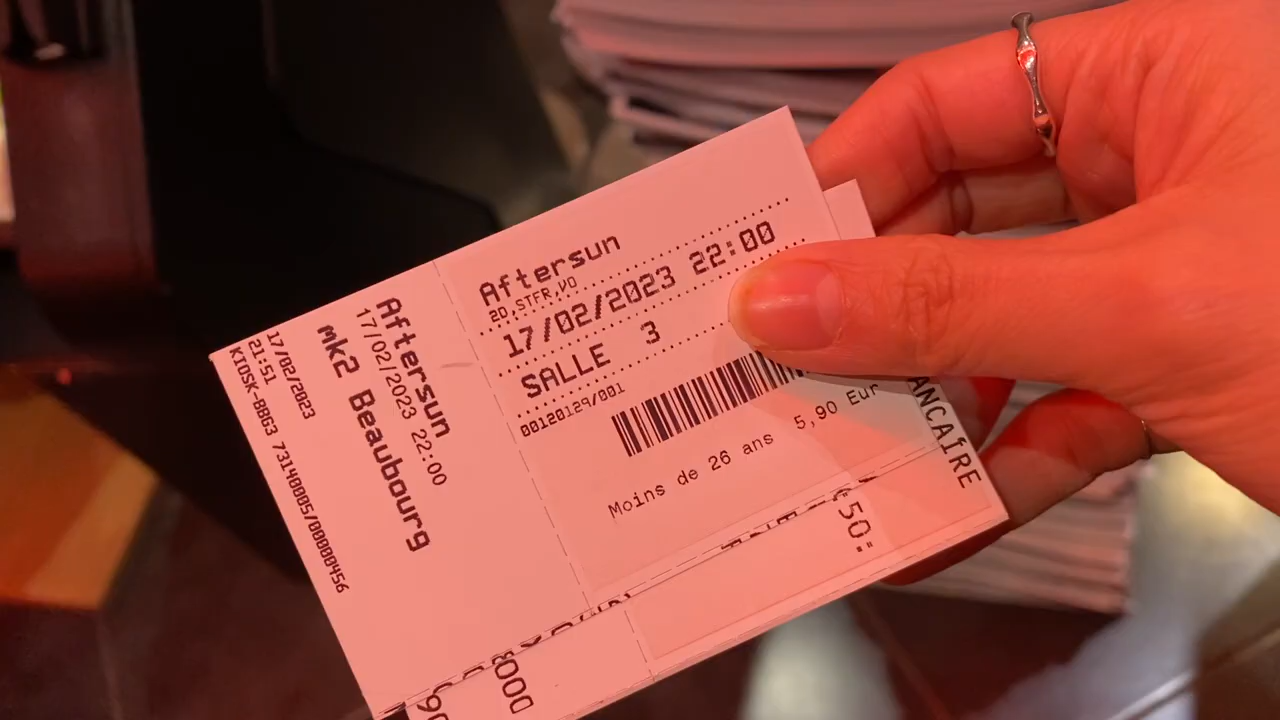 Aftersun
2D,STFR,VO
17/02/2023 22:00
SALLE 3
00120129/001
Moins de 26 ans 5,90 Eur
Aftersun
17/02/2023 22:00
mk2 Beaubourg
17/02/2023
21:51
KIOSK-BB63 73140005/00000456
ANCAIRE